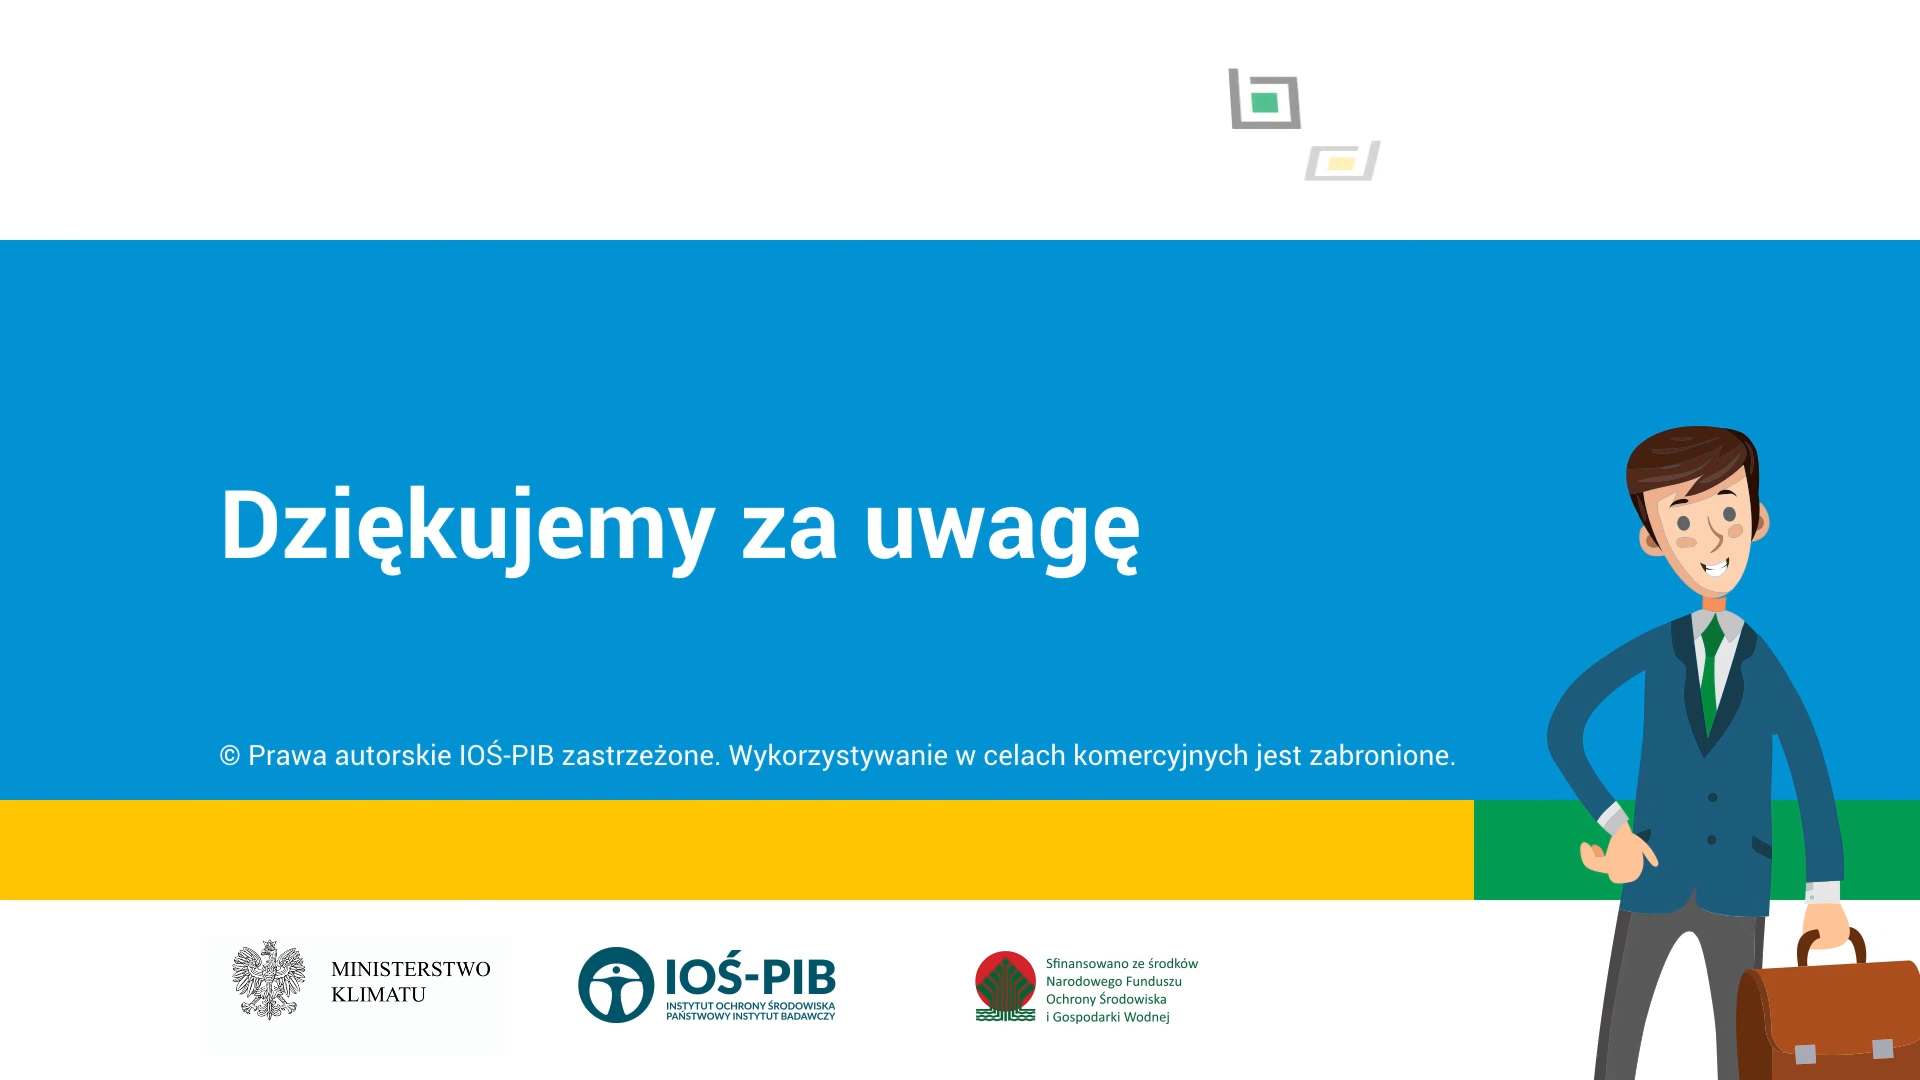 Dziękujemy za uwagę
© Prawa autorskie IOŚ-PIB zastrzeżone. Wykorzystywanie w celach komercyjnych jest zabronione.
MINISTERSTWO
KLIMATU
IOŚ-PIB
INSTYTUT OCHRONY ŚRODOWISKA
PAŃSTWOWY INSTYTUT BADAWCZY
Sfinansowano ze środków
Narodowego Funduszu
Ochrony Środowiska
i Gospodarki Wodnej